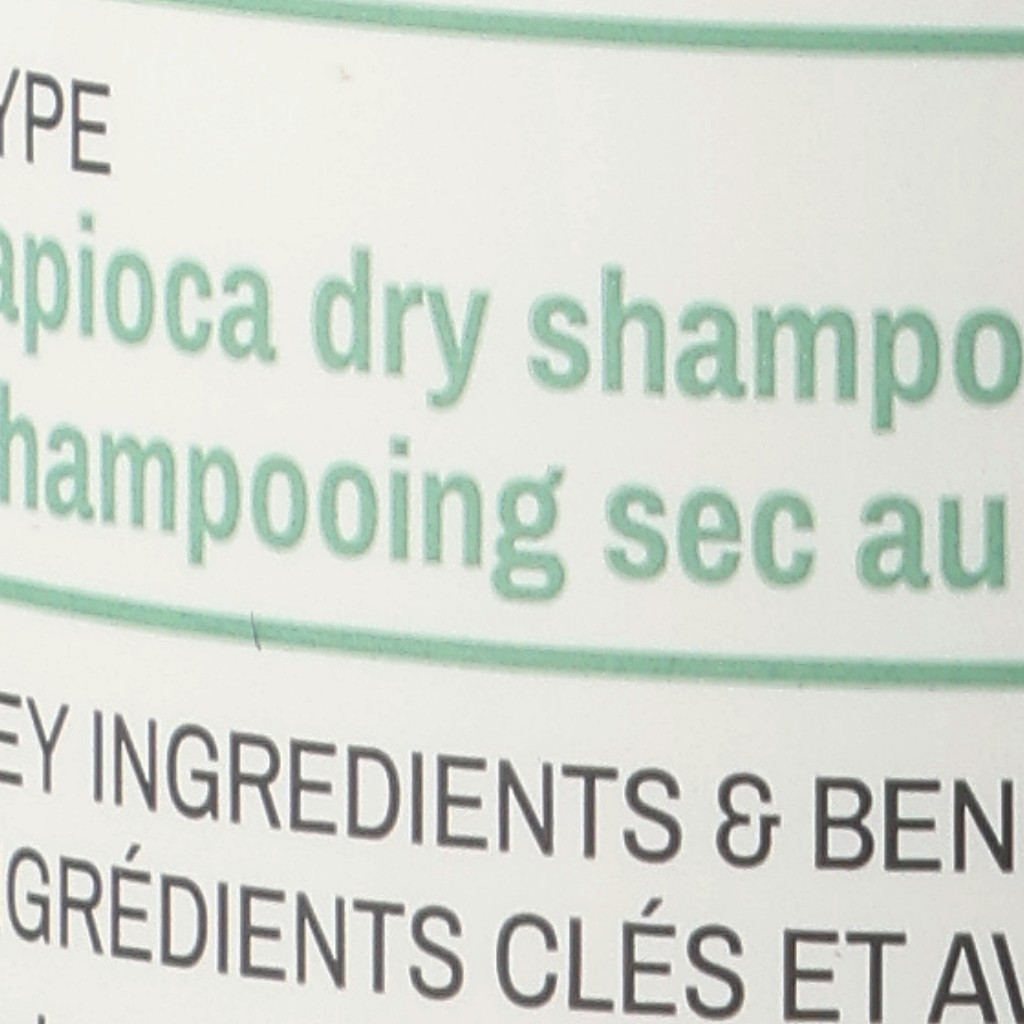 YPE
apioca dry shampo
hampooing sec au
EY INGREDIENTS & BEN
GRÉDIENTS CLÉS ET AV